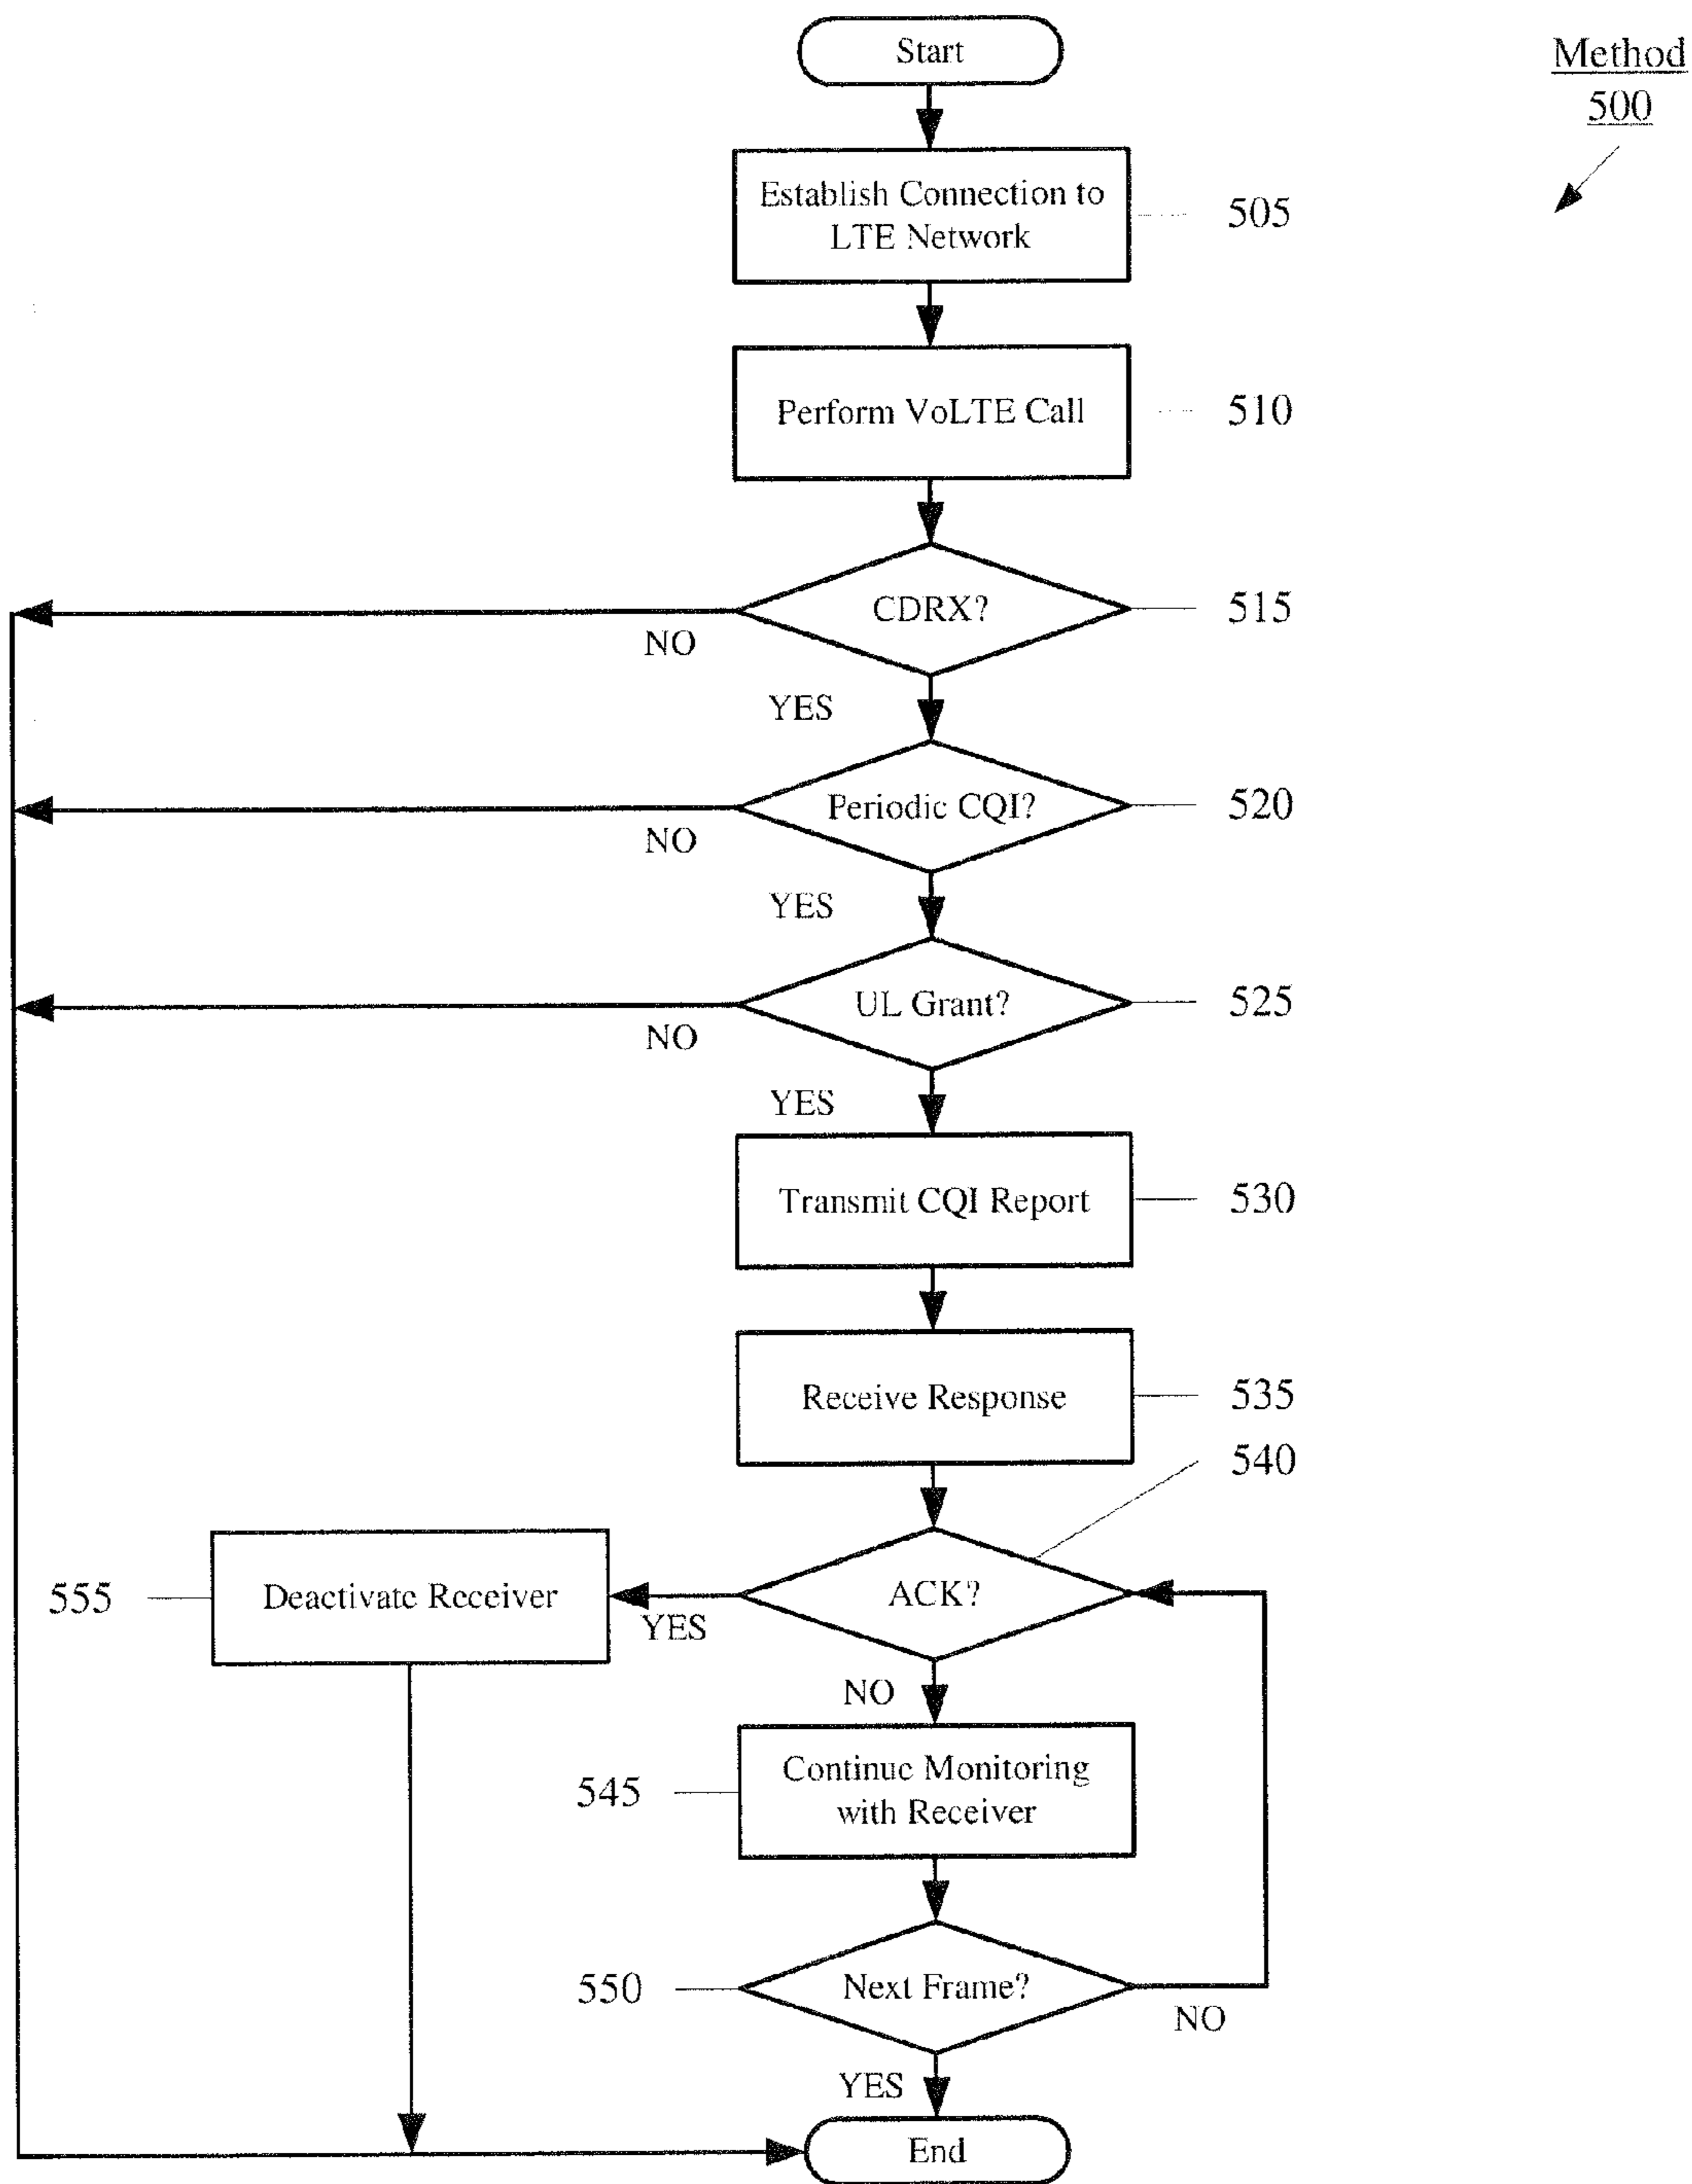 Start
Method
500
Establish Connection to
LTE Network
505
Perform VoLTE Call
510
CDRX?
515
NO
YES
Periodic CQI?
520
NO
YES
UL Grant?
525
NO
YES
Transmit CQI Report
530
Receive Response
535
540
555
Deactivate Receiver
ACK?
YES
NO
545
Continue Monitoring
with Receiver
550
Next Frame?
NO
YES
End